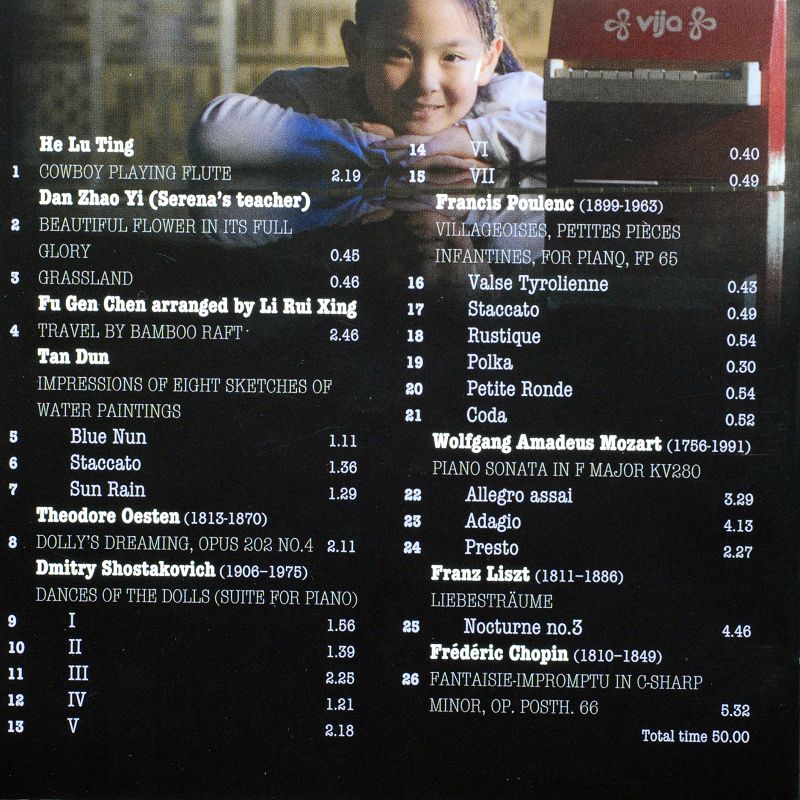 vija
He Lu Ting
1 COWBOY PLAYING FLUTE 2.19
Dan Zhao Yi (Serena's teacher)
2 BEAUTIFUL FLOWER IN ITS FULL
GLORY 0.45
3 GRASSLAND 0.46
Fu Gen Chen arranged by Li Rui Xing
4 TRAVEL BY BAMBOO RAFT 2.46
Tan Dun
IMPRESSIONS OF EIGHT SKETCHES OF
WATER PAINTINGS
5 Blue Nun 1.11
6 Staccato 1.36
7 Sun Rain 1.29
Theodore Oesten (1813-1870)
8 DOLLY'S DREAMING, OPUS 202 NO.4 2.11
Dmitry Shostakovich (1906-1975)
DANCES OF THE DOLLS (SUITE FOR PIANO)
9 I 1.56
10 II 1.39
11 III 2.25
12 IV 1.21
13 V 2.18
14 VI 0.40
15 VII 0.49
Francis Poulenc (1899-1963)
VILLAGEOISES, PETITES PIÈCES
INFANTINES, FOR PIANO, FP 65
16 Valse Tyrolienne 0.43
17 Staccato 0.49
18 Rustique 0.54
19 Polka 0.30
20 Petite Ronde 0.54
21 Coda 0.52
Wolfgang Amadeus Mozart (1756-1991)
PIANO SONATA IN F MAJOR KV280
22 Allegro assai 3.29
23 Adagio 4.13
24 Presto 2.27
Franz Liszt (1811-1886)
LIEBESTRÄUME
25 Nocturne no.3 4.46
Frédéric Chopin (1810-1849)
26 FANTAISIE-IMPROMPTU IN C-SHARP
MINOR, OP. POSTH. 66 5.32
Total time 50.00